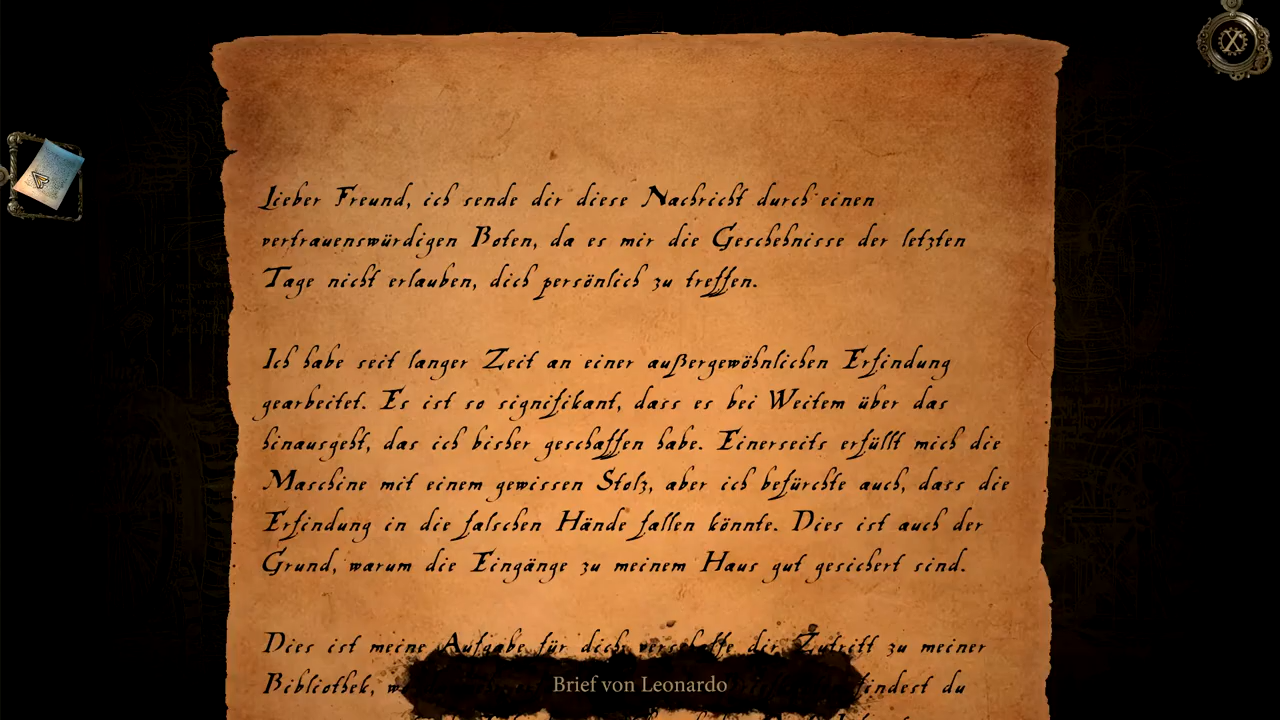 Lieber Freund, ich sende dir diese Nachricht durch einen
vertrauenswürdigen Boten, da es mir die Geschehnisse der letzten
Tage nicht erlauben, dich persönlich zu treffen.
Ich habe seit langer Zeit an einer außergewöhnlichen Erfindung
gearbeitet. Es ist so signifikant, dass es bei Weitem über das
hinausgeht, das ich bisher geschaffen habe. Einerseits erfüllt mich die
Maschine mit einem gewissen Stolz, aber ich befürchte auch, dass die
Erfindung in die falschen Hände fallen könnte. Dies ist auch der
Grund, warum die Eingänge zu meinem Haus gut gesichert sind.
Dies ist meine Aufgabe für dich: verschaffe dir Zutritt zu meiner
Bibliothek, findest du
Brief von Leonardo